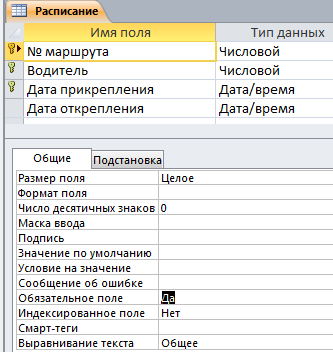 Расписание
Имя поля Тип данных
№ маршрута Числовой
Водитель Числовой
Дата прикрепления Дата/время
Дата открепления Дата/время
Общие Подстановка
Размер поля Целое
Формат поля
Число десятичных знаков 0
Маска ввода
Подпись
Значение по умолчанию
Условие на значение
Сообщение об ошибке
Обязательное поле Да
Индексированное поле Нет
Смарт-теги
Выравнивание текста Общее